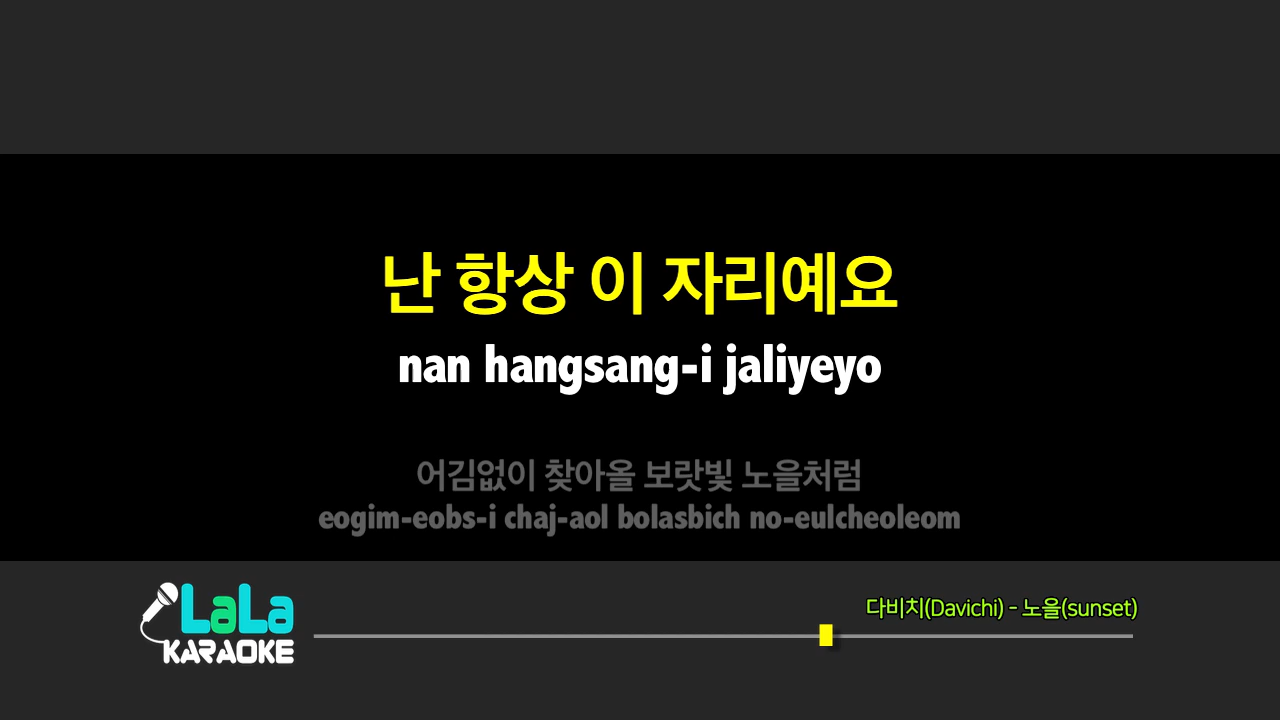 난 항상 이 자리예요
nan hangsang-i jaliyeyo
어김없이 찾아올 보랏빛 노을처럼
eogim-eobs-i chaj-aol bolasbich no-eulcheoleom
LaLa
KARAOKE
다비치(Davichi) - 노을(sunset)